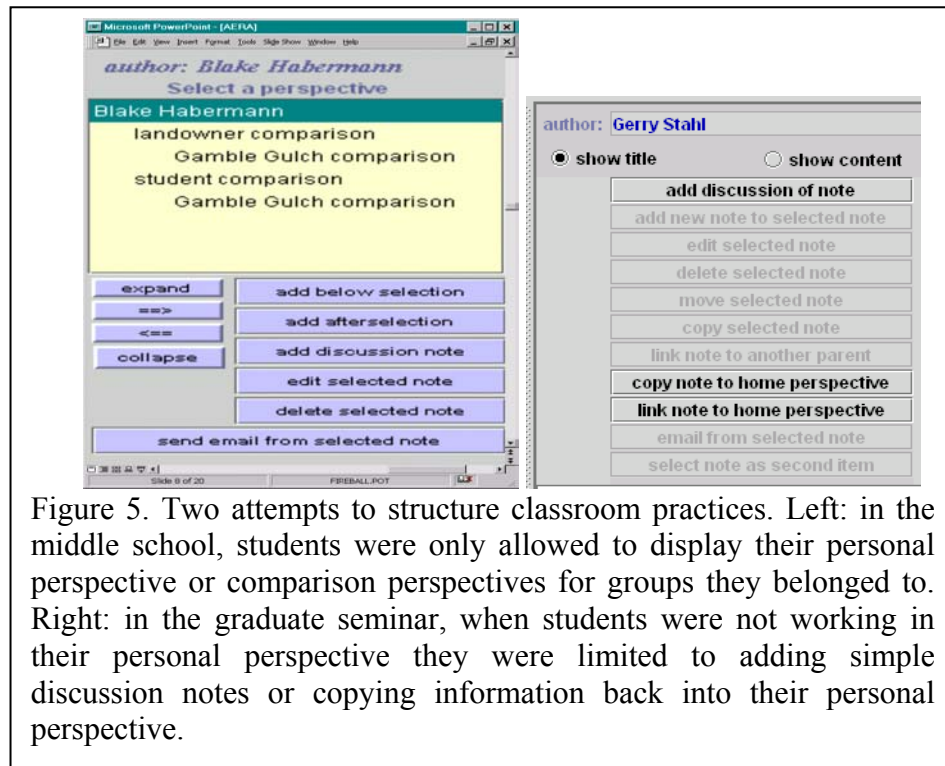 Microsoft PowerPoint - [AERA]
File Edit View Insert Format Tools Slide Show Window Help
author: Blake Habermann
Select a perspective
Blake Habermann
landowner comparison
Gamble Gulch comparison
student comparison
Gamble Gulch comparison
expand
==>
<==
collapse
add below selection
add afterselection
add discussion note
edit selected note
delete selected note
send email from selected note
Slide 8 of 20
FIREBALL.POT
author: Gerry Stahl
show title
show content
add discussion of note
add new note to selected note
edit selected note
delete selected note
move selected note
copy selected note
link note to another parent
copy note to home perspective
link note to home perspective
email from selected note
select note as second item
Figure 5. Two attempts to structure classroom practices. Left: in the
middle school, students were only allowed to display their personal
perspective or comparison perspectives for groups they belonged to.
Right: in the graduate seminar, when students were not working in
their personal perspective they were limited to adding simple
discussion notes or copying information back into their personal
perspective.